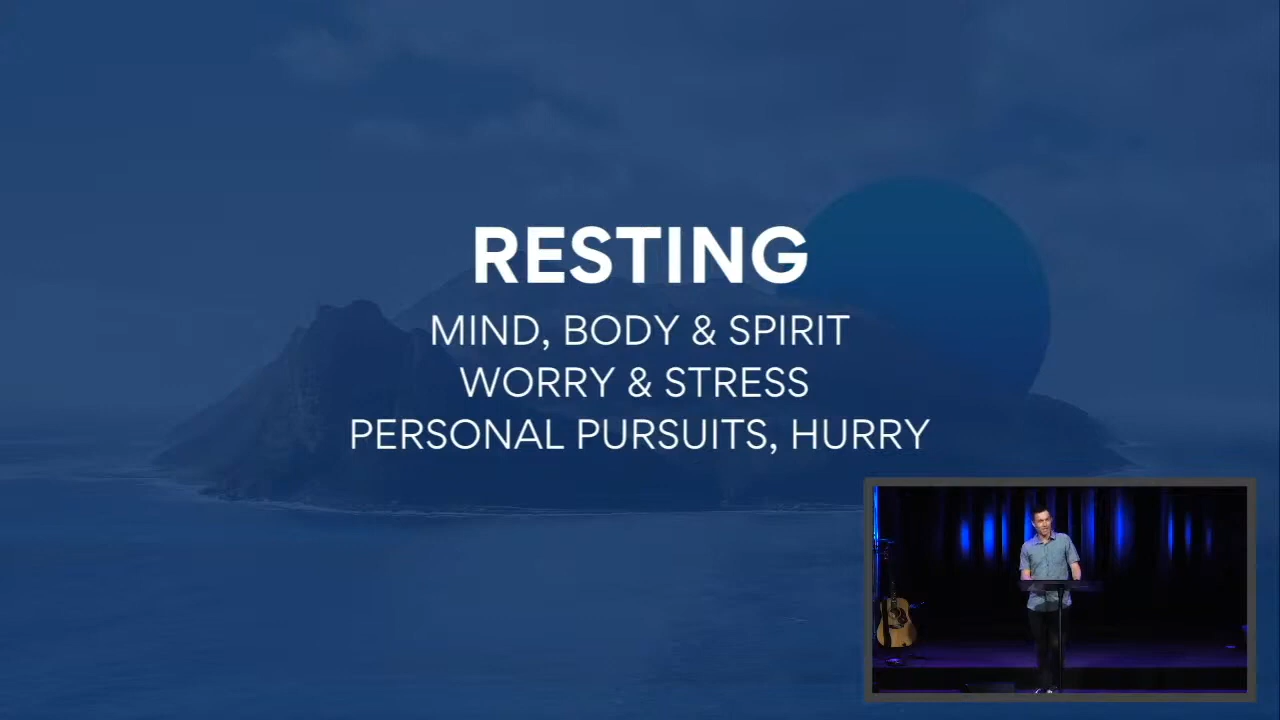 RESTING
MIND, BODY & SPIRIT
WORRY & STRESS
PERSONAL PURSUITS, HURRY